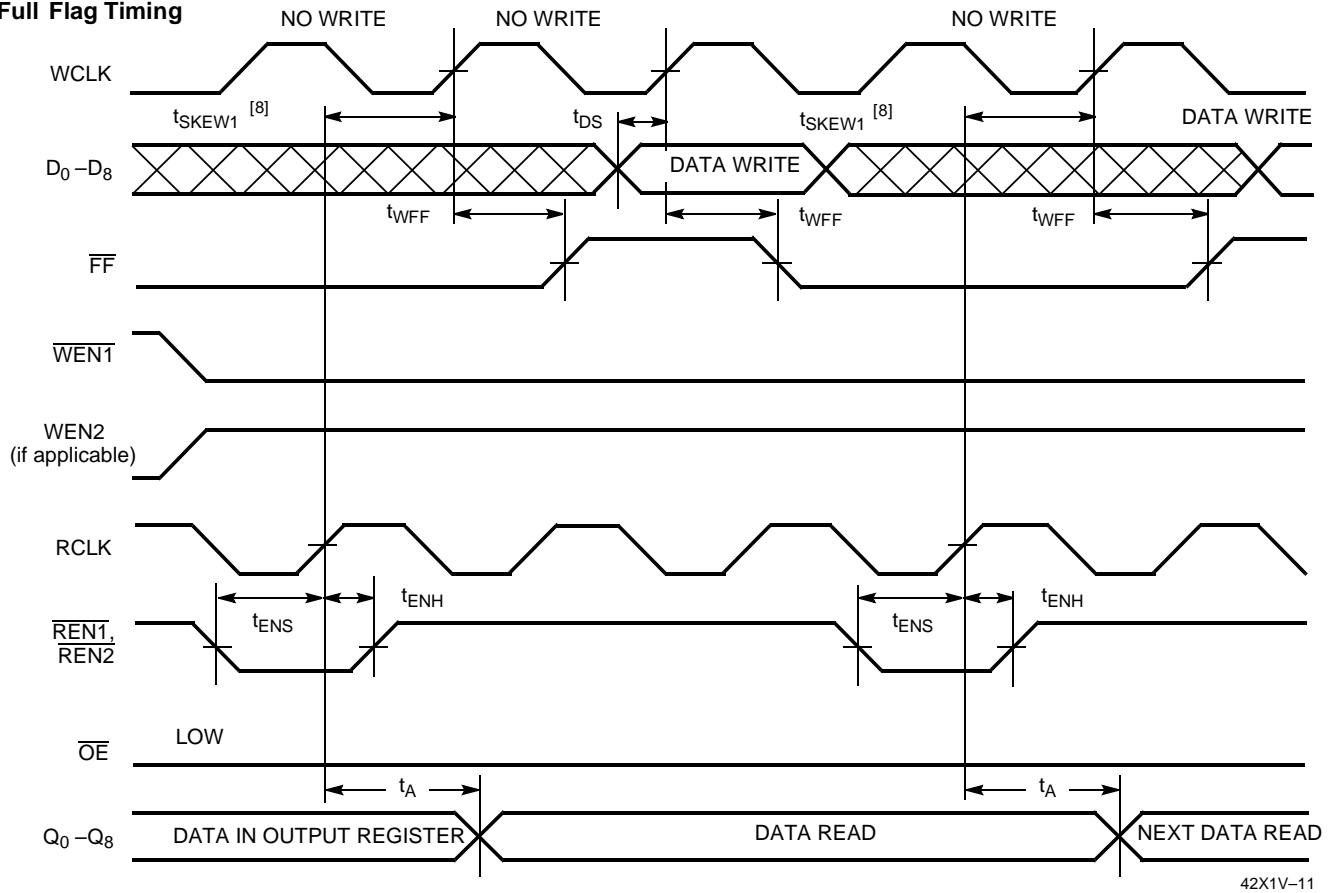 Full Flag Timing
NO WRITE NO WRITE NO WRITE
WCLK
tSKEW1 [8] tDS tSKEW1 [8] DATA WRITE
D0 –D8 DATA WRITE
tWFF tWFF tWFF
FF
WEN1
WEN2
(if applicable)
RCLK
tENH tENH
tENS tENS
REN1,
REN2
LOW
OE
tA tA
Q0 –Q8 DATA IN OUTPUT REGISTER DATA READ NEXT DATA READ
42X1V–11